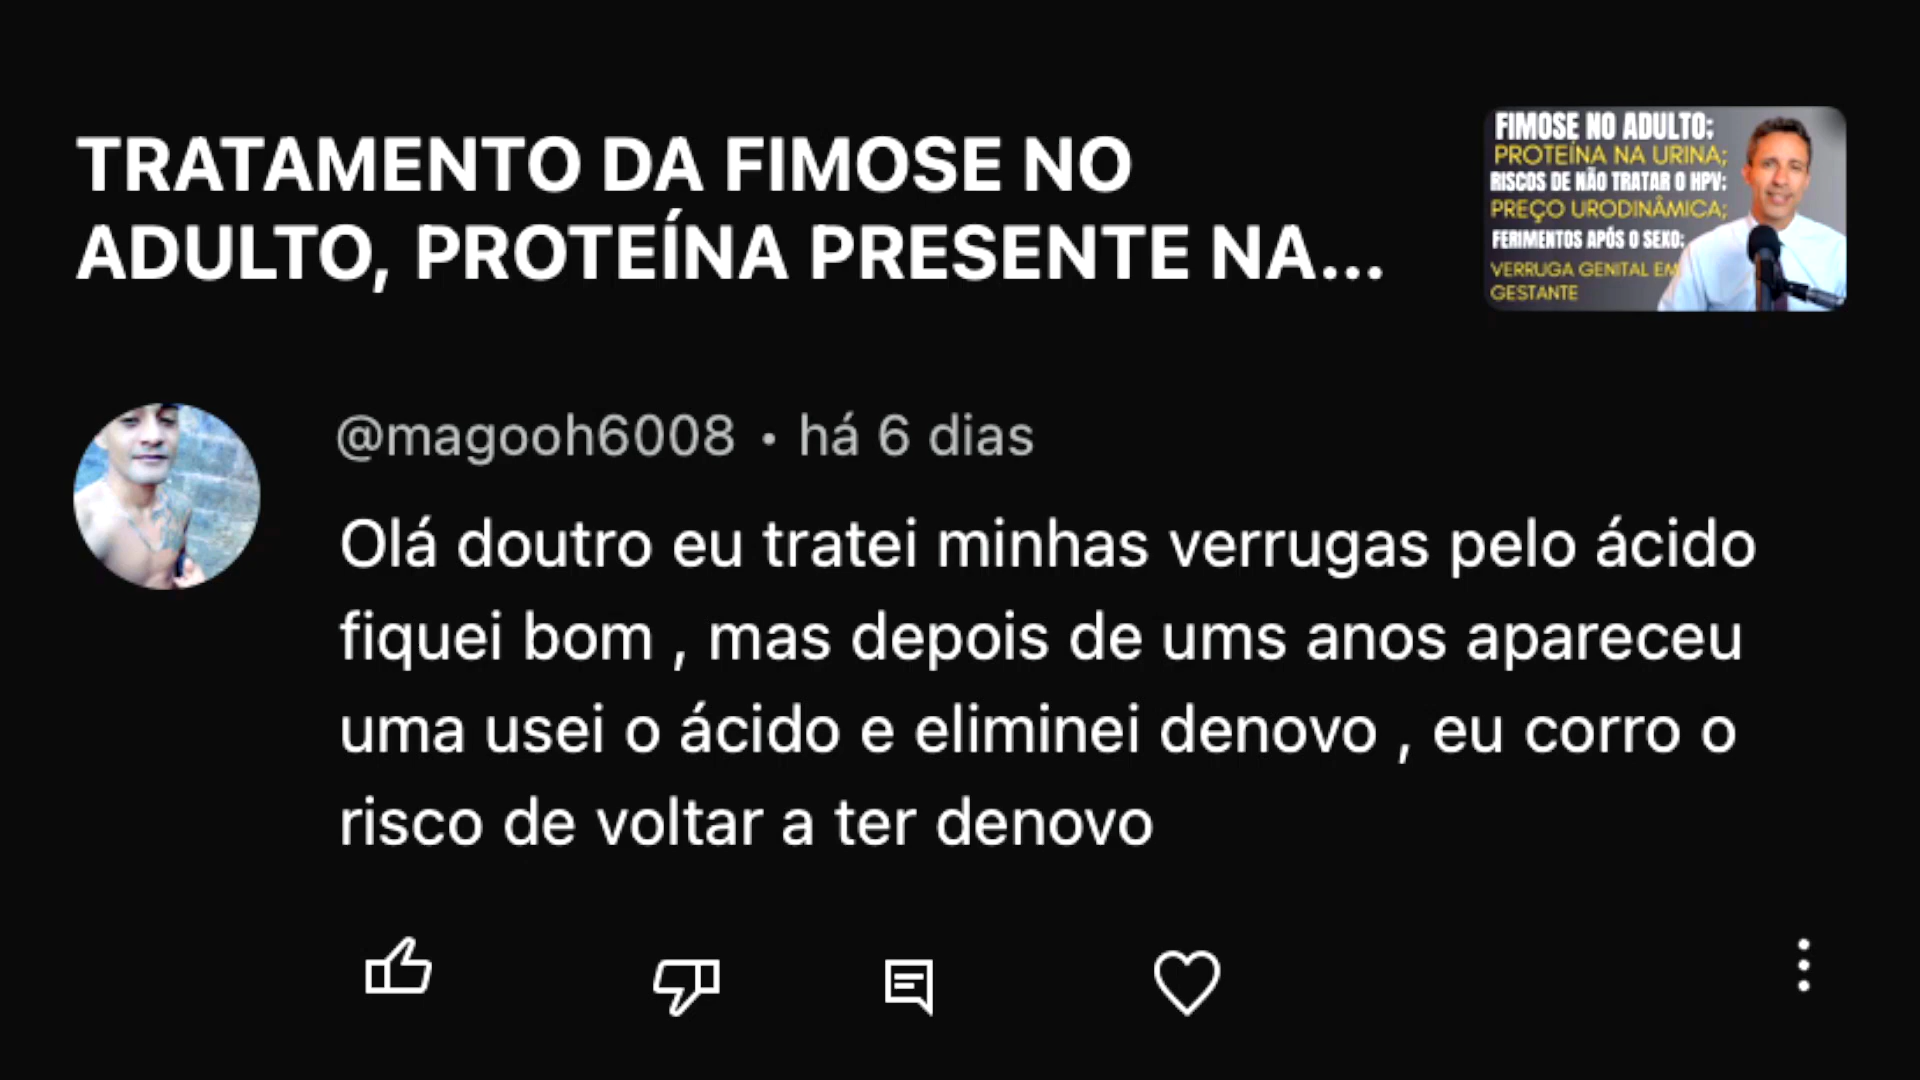 TRATAMENTO DA FIMOSE NO
ADULTO, PROTEÍNA PRESENTE NA...
FIMOSE NO ADULTO;
PROTEÍNA NA URINA;
RISCOS DE NÃO TRATAR O HPV:
PREÇO URODINÂMICA;
FERIMENTOS APÓS O SEXO;
VERRUGA GENITAL EM
GESTANTE
@magooh6008 • há 6 dias
Olá doutro eu tratei minhas verrugas pelo ácido
fiquei bom , mas depois de ums anos apareceu
uma usei o ácido e eliminei denovo , eu corro o
risco de voltar a ter denovo